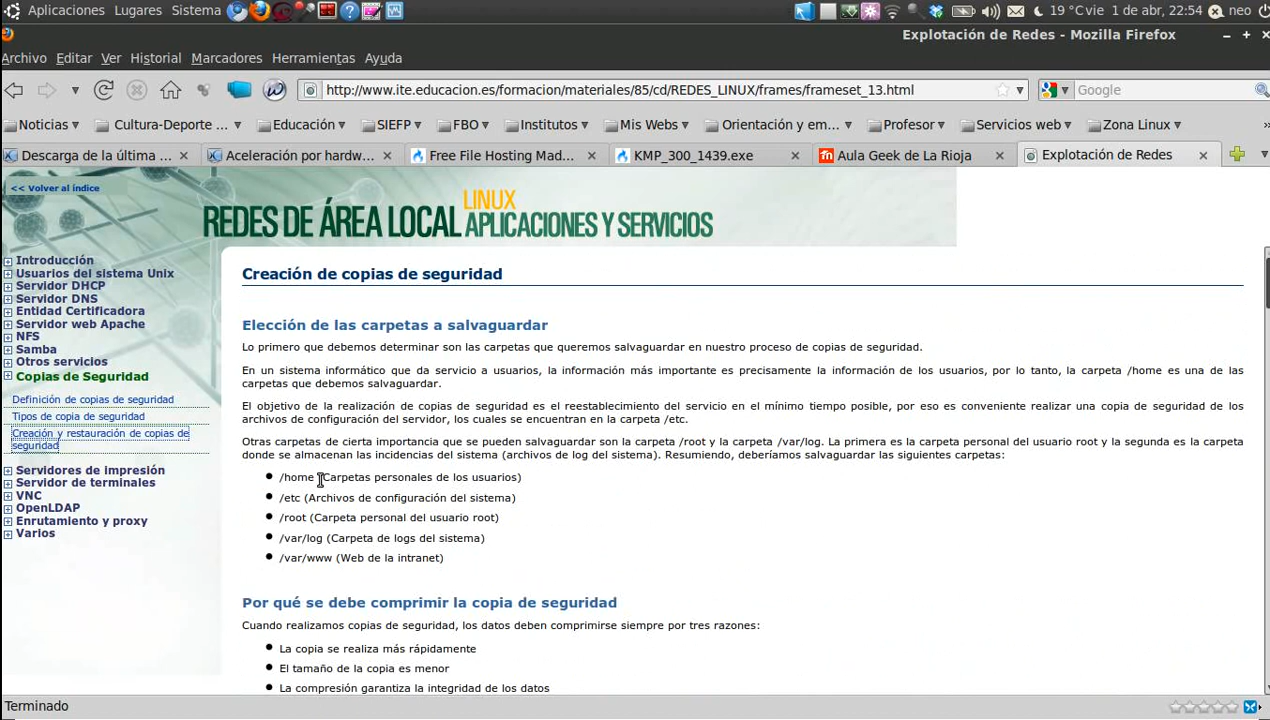 Aplicaciones Lugares Sistema
19 °C vie 1 de abr, 22:54 neo
Explotación de Redes - Mozilla Firefox
Archivo Editar Ver Historial Marcadores Herramientas Ayuda
http://www.ite.educacion.es/formacion/materiales/85/cd/REDES_LINUX/frames/frameset_13.html
Google
Noticias Cultura-Deporte ... Educación SIEFP FBO Institutos Mis Webs Orientación y em... Profesor Servicios web Zona Linux
Descarga de la última ... Aceleración por hardw... Free File Hosting Mad... KMP_300_1439.exe Aula Geek de La Rioja Explotación de Redes
<< Volver al índice
LINUX
REDES DE ÁREA LOCAL APLICACIONES Y SERVICIOS
Introducción
Usuarios del sistema Unix
Servidor DHCP
Servidor DNS
Entidad Certificadora
Servidor web Apache
NFS
Samba
Otros servicios
Copias de Seguridad
Definición de copias de seguridad
Tipos de copia de seguridad
Creación y restauración de copias de
seguridad
Servidores de impresión
Servidor de terminales
VNC
OpenLDAP
Enrutamiento y proxy
Varios
Creación de copias de seguridad
Elección de las carpetas a salvaguardar
Lo primero que debemos determinar son las carpetas que queremos salvaguardar en nuestro proceso de copias de seguridad.
En un sistema informático que da servicio a usuarios, la información más importante es precisamente la información de los usuarios, por lo tanto, la carpeta /home es una de las
carpetas que debemos salvaguardar.
El objetivo de la realización de copias de seguridad es el reestablecimiento del servicio en el mínimo tiempo posible, por eso es conveniente realizar una copia de seguridad de los
archivos de configuración del servidor, los cuales se encuentran en la carpeta /etc.
Otras carpetas de cierta importancia que se pueden salvaguardar son la carpeta /root y la carpeta /var/log. La primera es la carpeta personal del usuario root y la segunda es la carpeta
donde se almacenan las incidencias del sistema (archivos de log del sistema). Resumiendo, deberíamos salvaguardar las siguientes carpetas:
/home (Carpetas personales de los usuarios)
/etc (Archivos de configuración del sistema)
/root (Carpeta personal del usuario root)
/var/log (Carpeta de logs del sistema)
/var/www (Web de la intranet)
Por qué se debe comprimir la copia de seguridad
Cuando realizamos copias de seguridad, los datos deben comprimirse siempre por tres razones:
La copia se realiza más rápidamente
El tamaño de la copia es menor
La compresión garantiza la integridad de los datos
Terminado